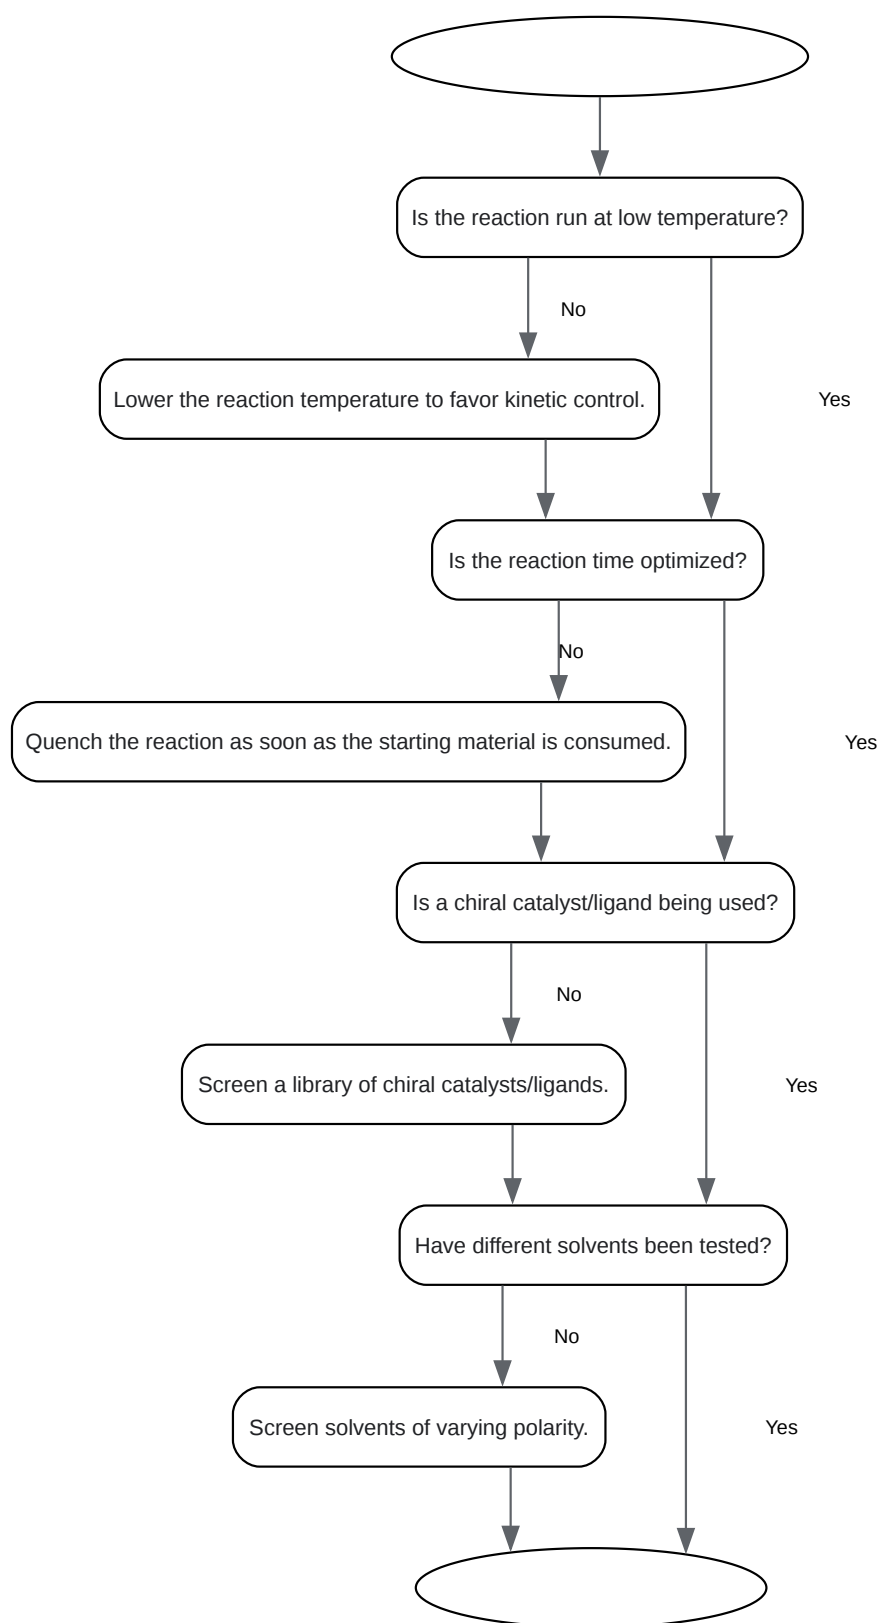 Is the reaction run at low temperature?
No
Lower the reaction temperature to favor kinetic control.
Yes
Is the reaction time optimized?
No
Quench the reaction as soon as the starting material is consumed.
Yes
Is a chiral catalyst/ligand being used?
No
Screen a library of chiral catalysts/ligands.
Yes
Have different solvents been tested?
No
Screen solvents of varying polarity.
Yes